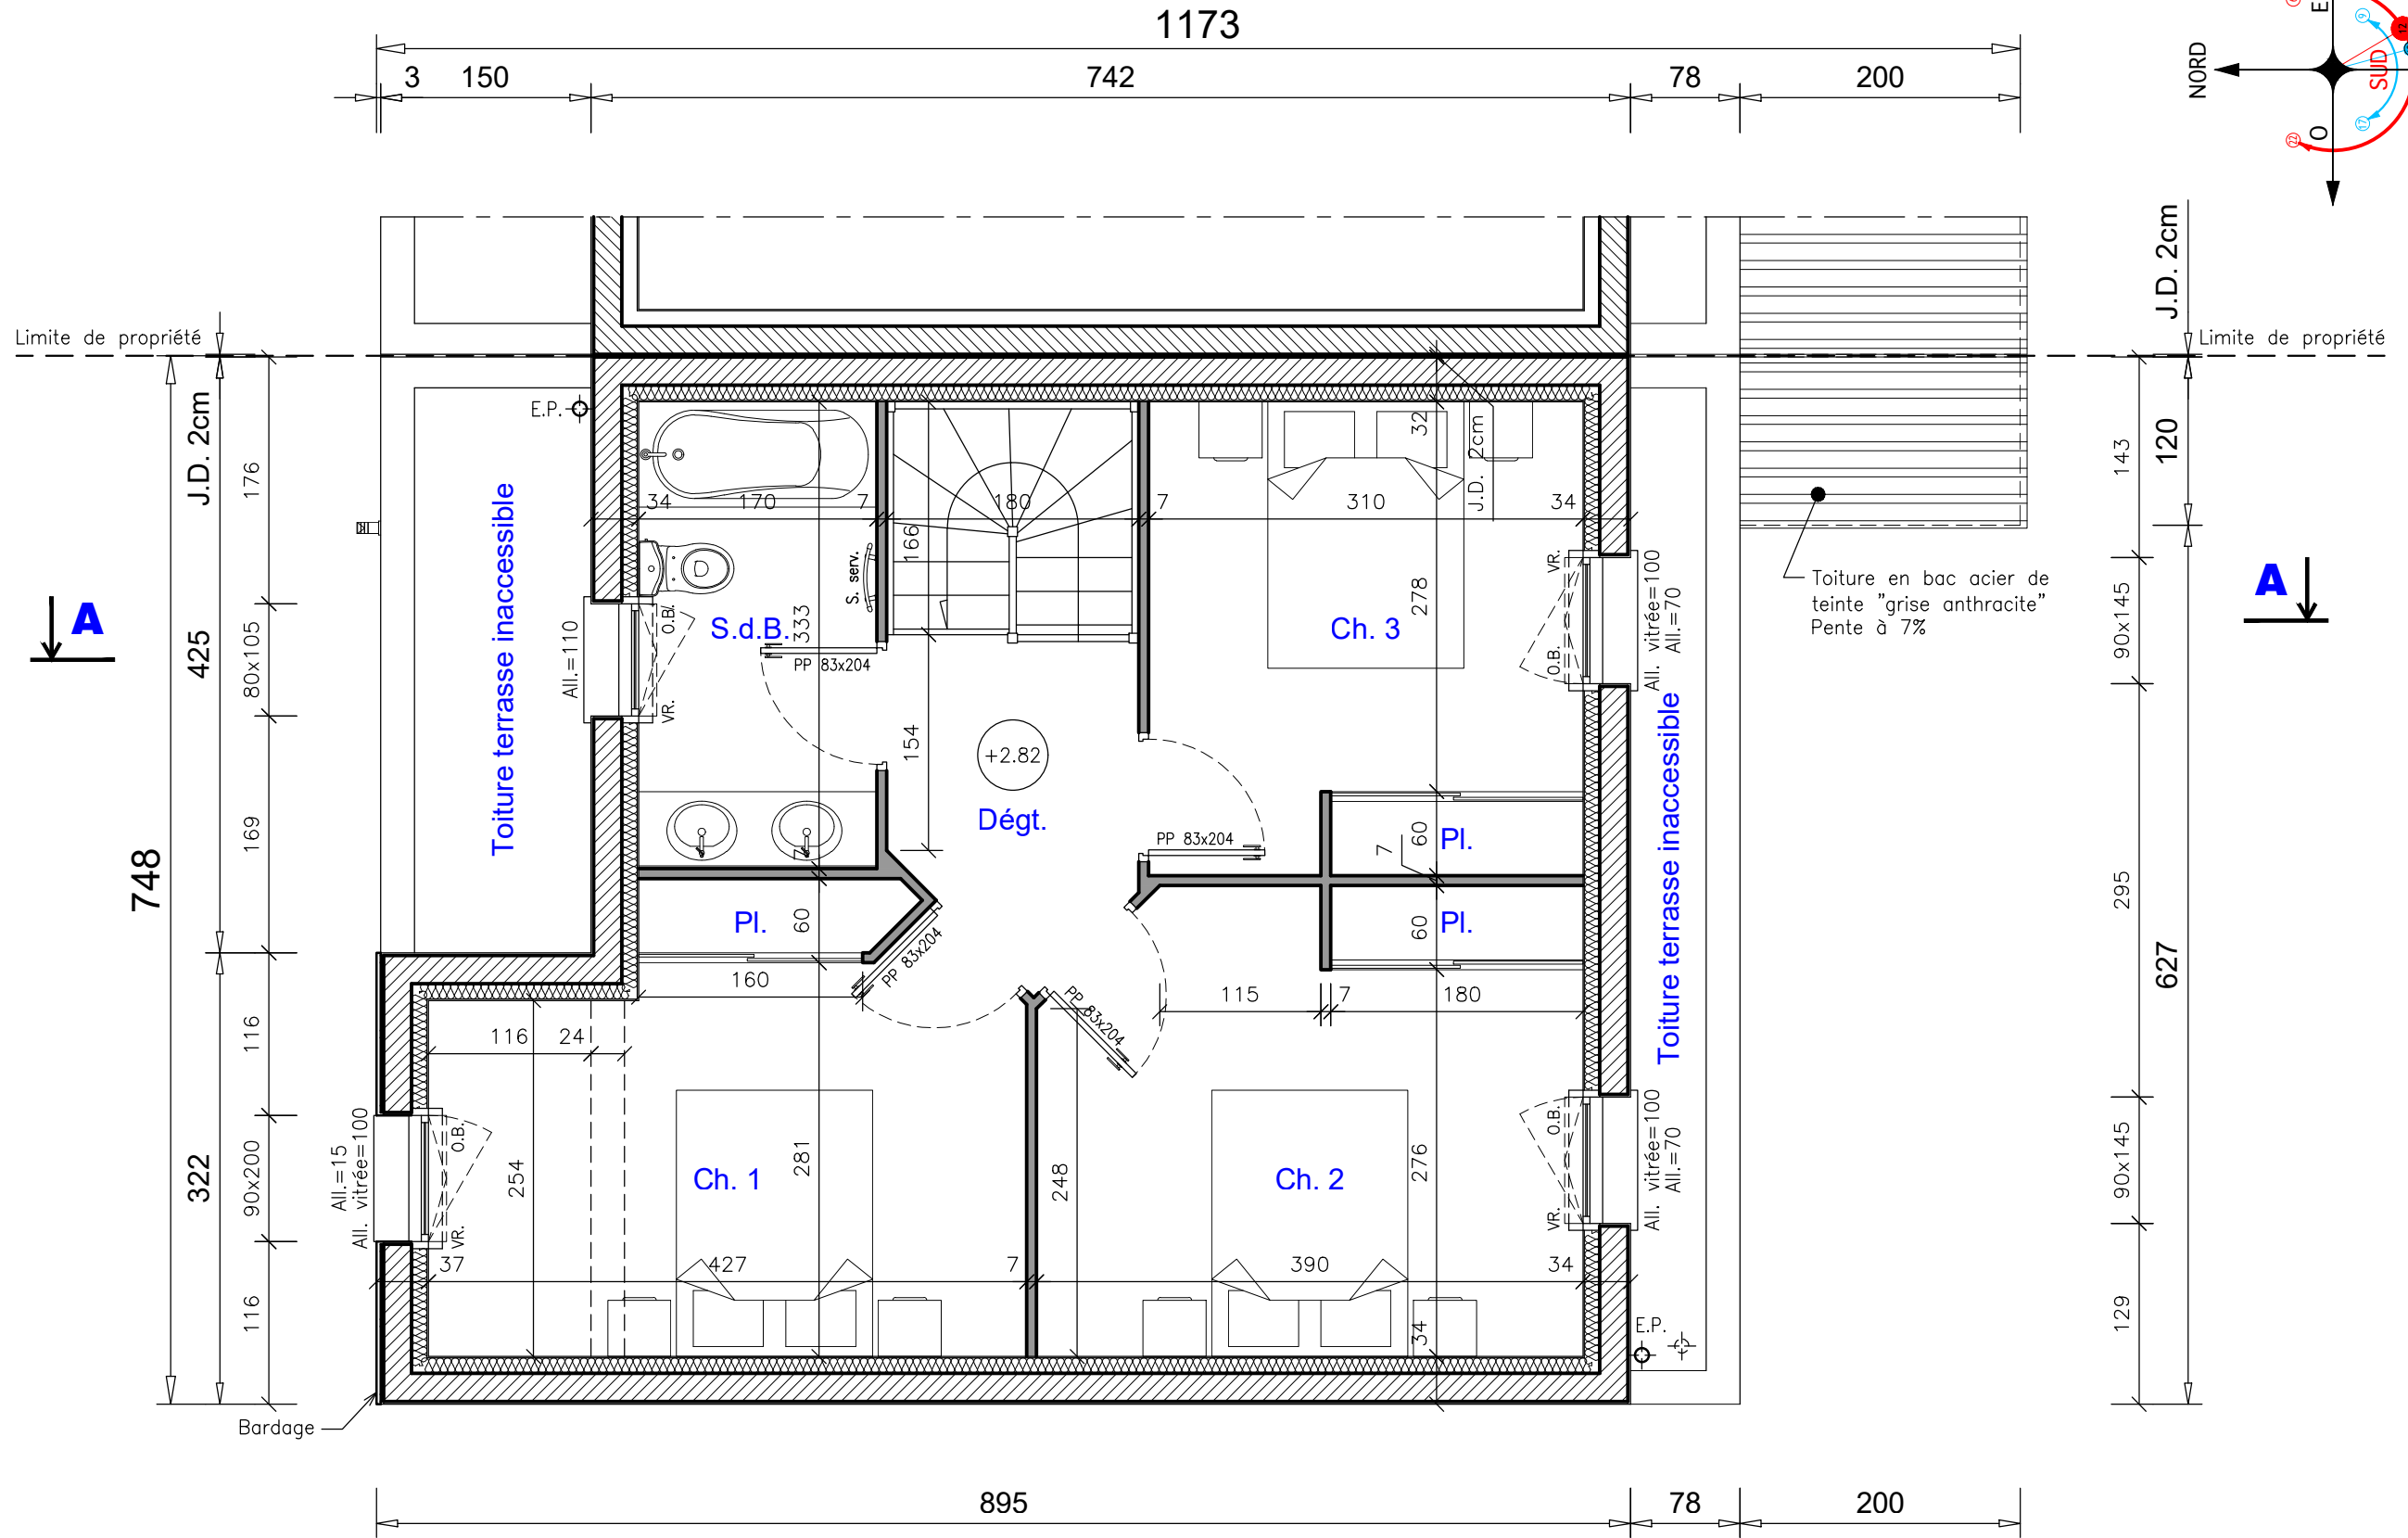 1173
3 150 742 78 200
NORD
E
SUD
O
9
12
17
22
J.D. 2cm
Limite de propriété
Limite de propriété
J.D. 2cm
E.P.
176
425
80x105
169
748
322
116
90x200
116
A
A
Toiture terrasse inaccessible
All.=110
34 170 7 180 7 310 34
32
J.D. 2cm
166
S. serv.
333
S.d.B.
O.B.
VR.
PP 83x204
154
+2.82
Dégt.
278
Ch. 3
VR.
O.B.
All. vitrée=100
All.=70
Toiture en bac acier de
teinte "grise anthracite"
Pente à 7%
120
143
90x145
295
627
90x145
129
PP 83x204
7
60
Pl.
7
60
Pl.
60
Pl.
PP 83x204
160
115 7 180
PP 83x204
Toiture terrasse inaccessible
116 24
254
281
248
276
Ch. 1
Ch. 2
All.=15
All. vitrée=100
O.B.
VR.
O.B.
VR.
All. vitrée=100
All.=70
37 427 7 390 34
34
E.P.
Bardage
895 78 200